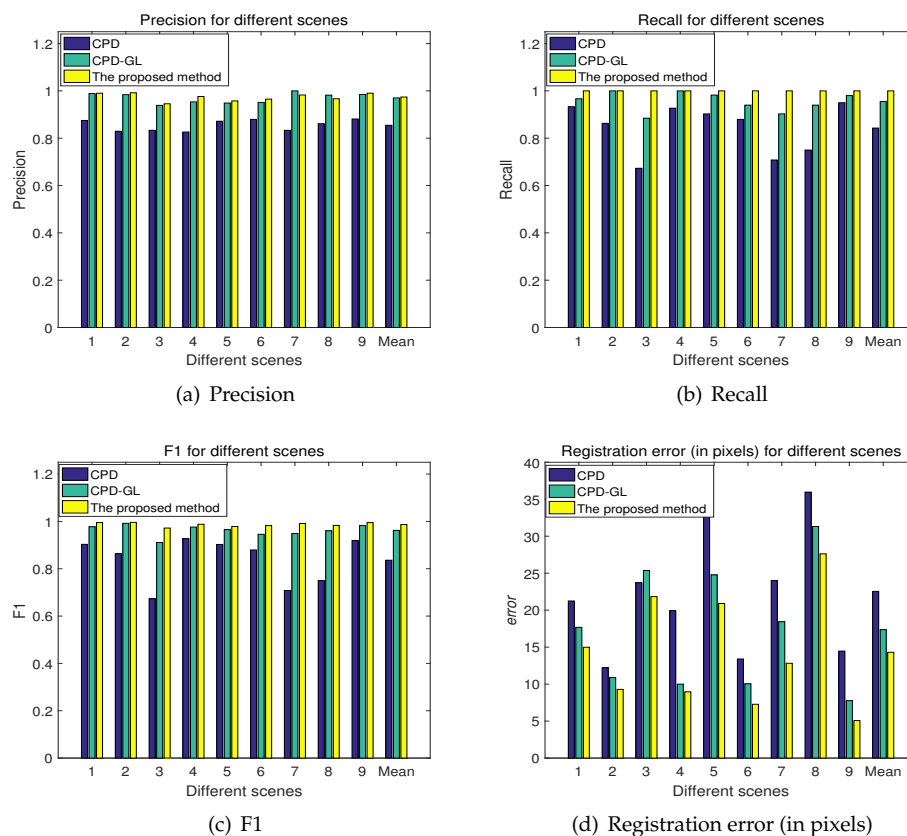 Precision for different scenes
1.2
1
0.8
0.6
0.4
0.2
0
Precision
CPD
CPD-GL
The proposed method
1 2 3 4 5 6 7 8 9 Mean
Different scenes
(a) Precision
Recall for different scenes
1.2
1
0.8
0.6
0.4
0.2
0
Recall
CPD
CPD-GL
The proposed method
1 2 3 4 5 6 7 8 9 Mean
Different scenes
(b) Recall
F1 for different scenes
1.2
1
0.8
0.6
0.4
0.2
0
F1
CPD
CPD-GL
The proposed method
1 2 3 4 5 6 7 8 9 Mean
Different scenes
(c) F1
Registration error (in pixels) for different scenes
40
35
30
25
20
15
10
5
0
error
CPD
CPD-GL
The proposed method
1 2 3 4 5 6 7 8 9 Mean
Different scenes
(d) Registration error (in pixels)